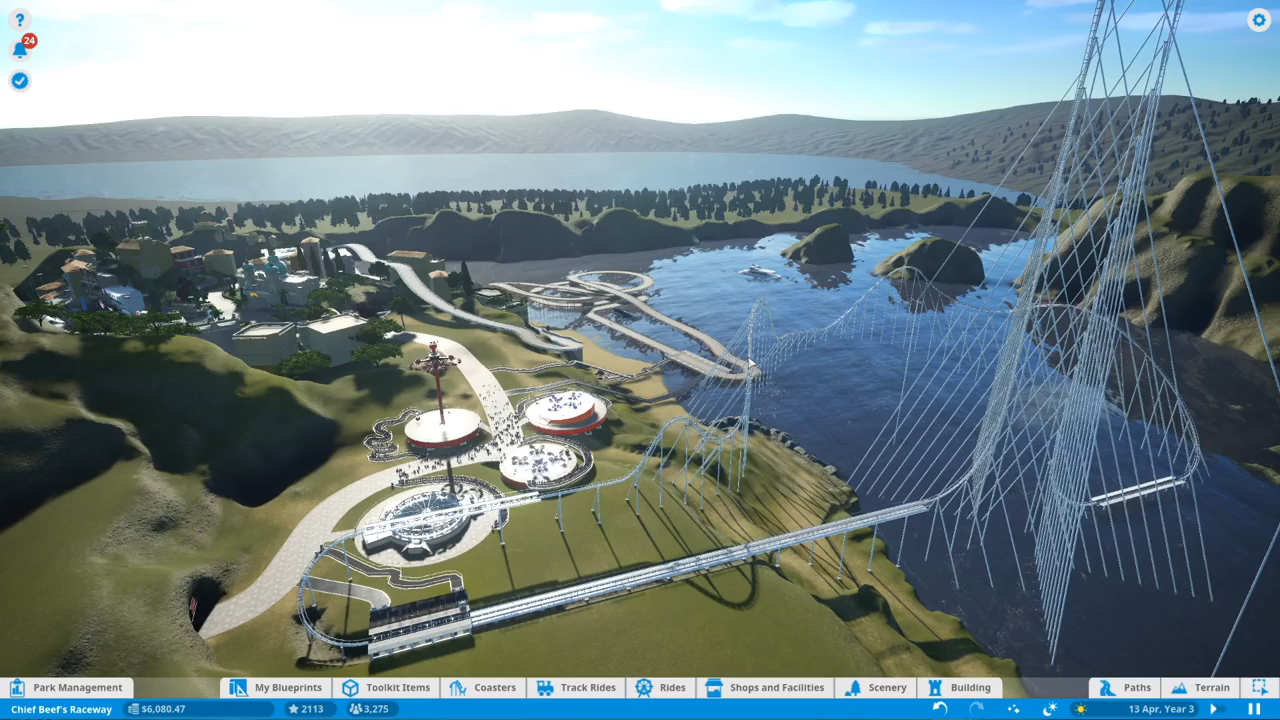 ?
24
Park Management
My Blueprints
Toolkit Items
Coasters
Track Rides
Rides
Shops and Facilities
Scenery
Building
Paths
Terrain
Chief Beef's Raceway
$6,080.47
2113
3,275
13 Apr, Year 3